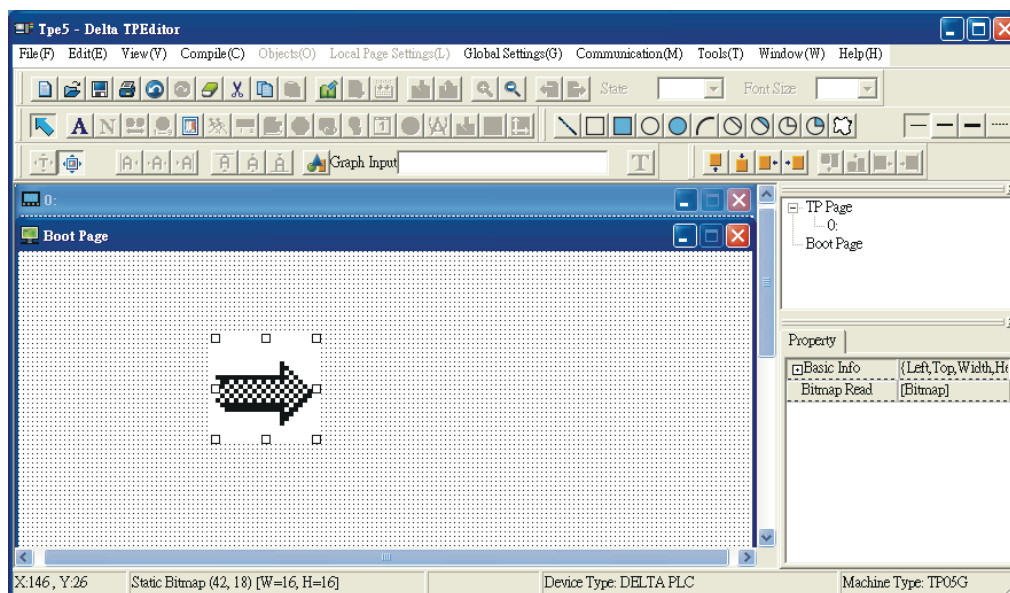 Tpe5 - Delta TPEditor
File(F) Edit(E) View(V) Compile(C) Objects(O) Local Page Settings(L) Global Settings(G) Communication(M) Tools(T) Window(W) Help(H)
State Font Size
A N
Graph Input T
0:
Boot Page
TP Page
0:
Boot Page
Property
Basic Info {Left,Top,Width,He
Bitmap Read [Bitmap]
X:146 , Y:26 Static Bitmap (42, 18) [W=16, H=16] Device Type: DELTA PLC Machine Type: TP05G